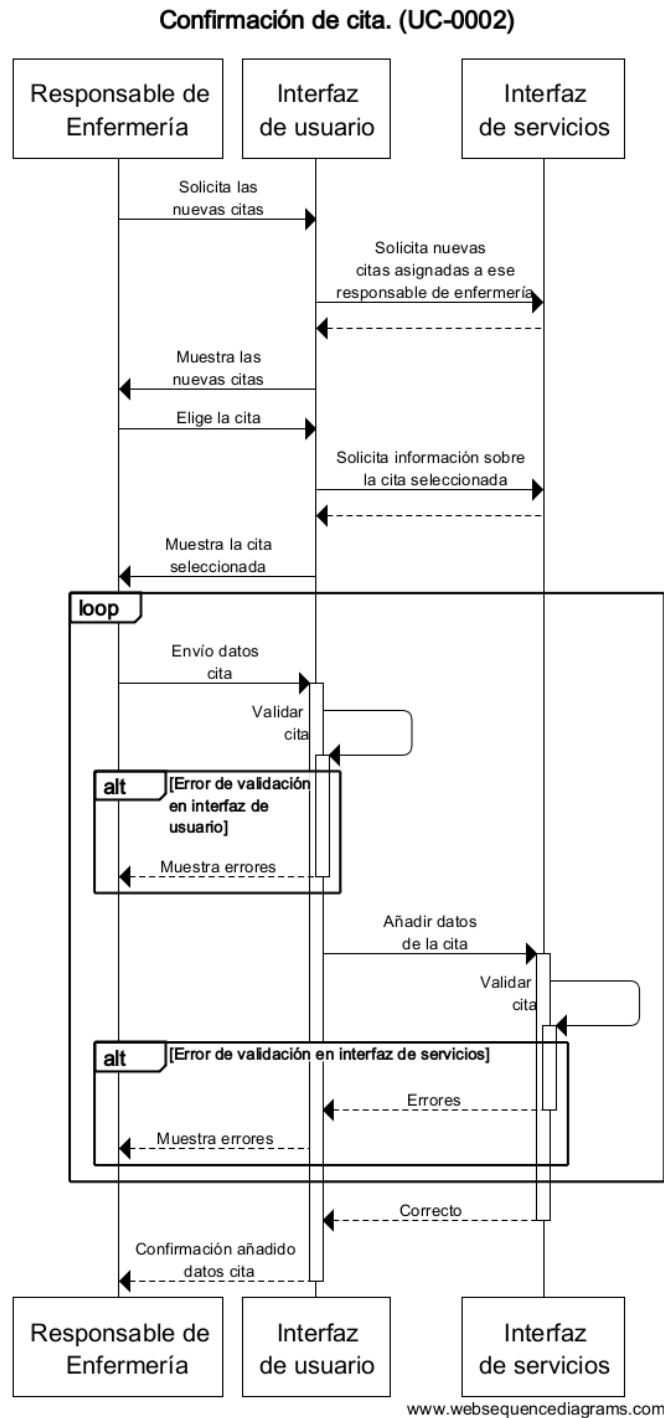 Confirmación de cita. (UC-0002)
Responsable de
Enfermería
Interfaz
de usuario
Interfaz
de servicios
Solicita las
nuevas citas
Solicita nuevas
citas asignadas a ese
responsable de enfermería
Muestra las
nuevas citas
Elige la cita
Solicita información sobre
la cita seleccionada
Muestra la cita
seleccionada
loop
Envío datos
cita
Validar
cita
alt
[Error de validación
en interfaz de
usuario]
Muestra errores
Añadir datos
de la cita
Validar
cita
alt
[Error de validación en interfaz de servicios]
Errores
Muestra errores
Correcto
Confirmación añadido
datos cita
Responsable de
Enfermería
Interfaz
de usuario
Interfaz
de servicios
www.websequencediagrams.com